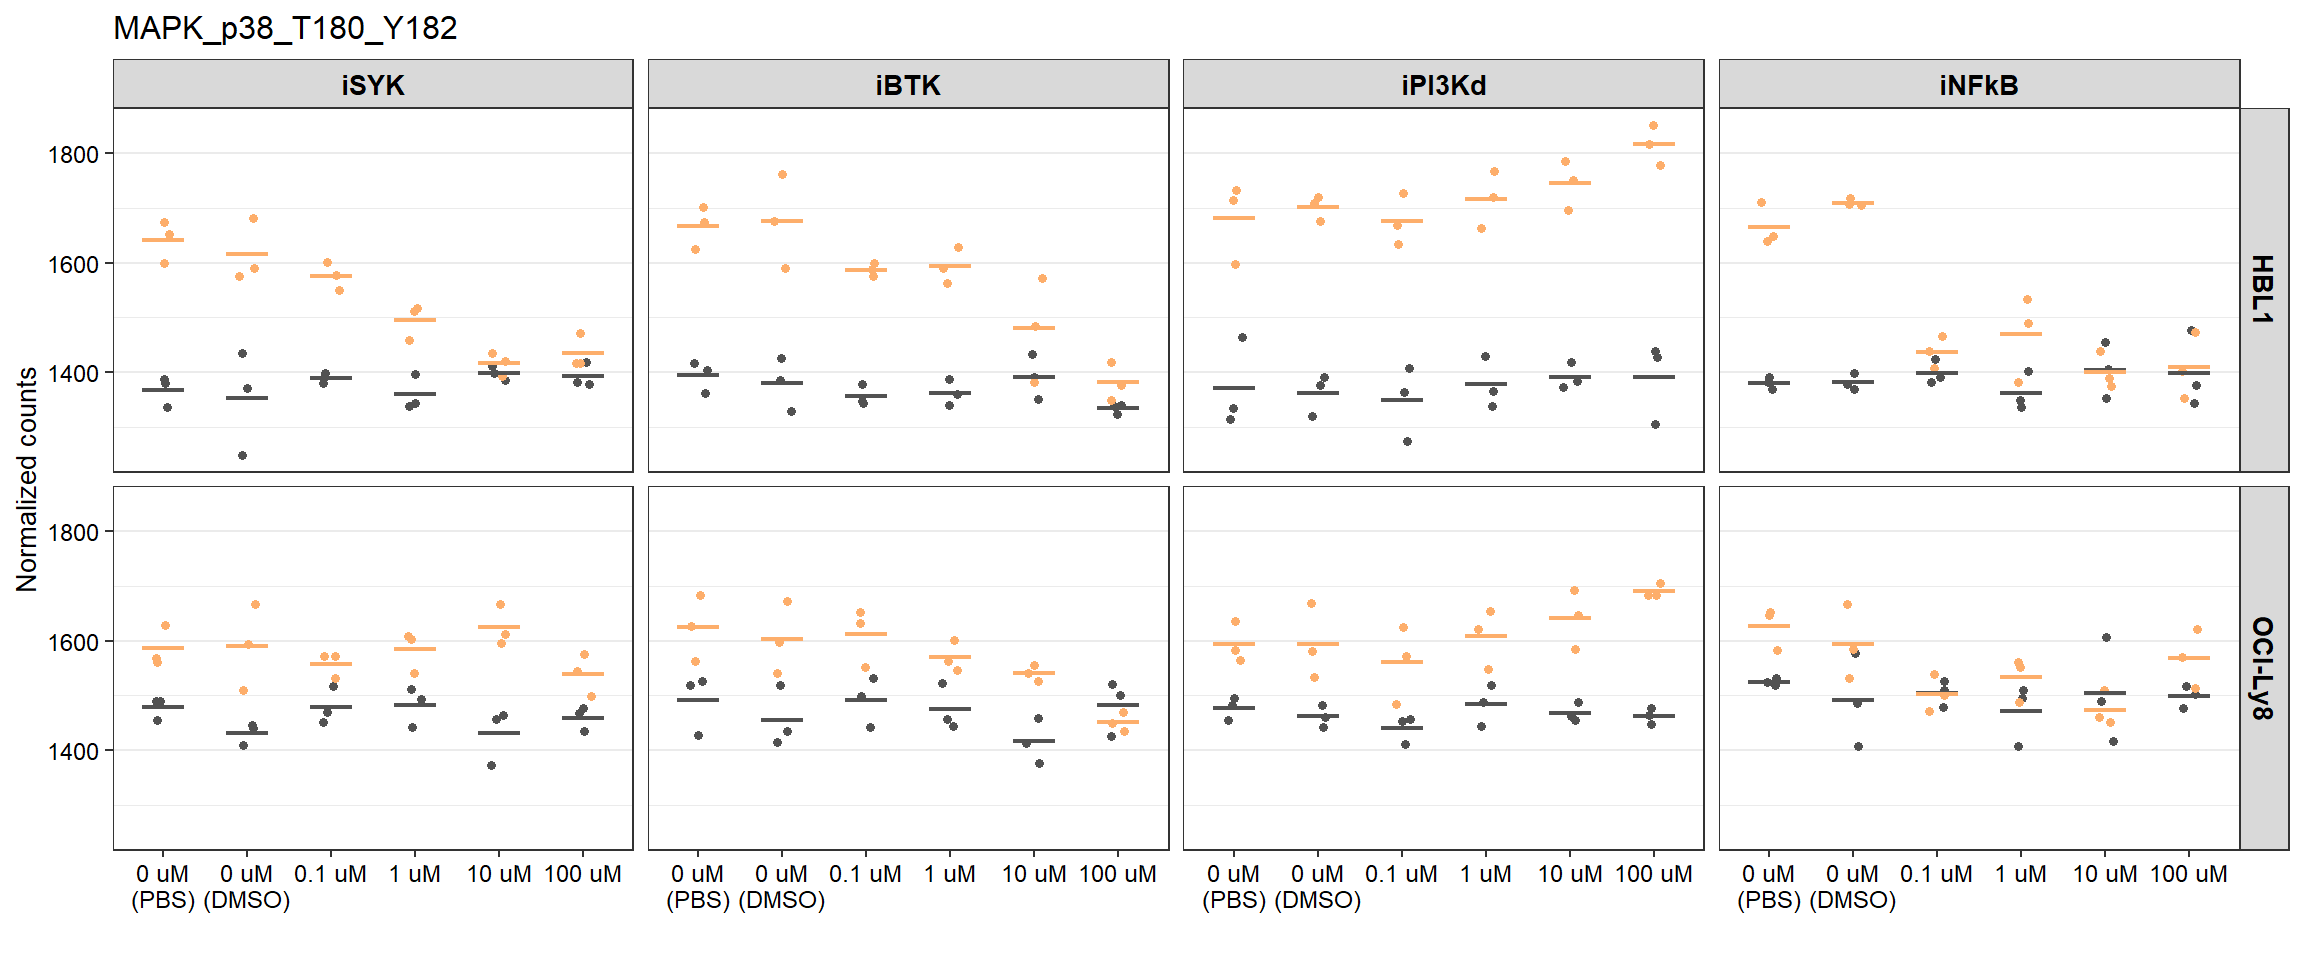 MAPK_p38_T180_Y182
iSYK
iBTK
iPI3Kd
iNFkB
1800
1600
1400
HBL1
Normalized counts
1800
1600
1400
OCI-Ly8
0 uM 0 uM 0.1 uM 1 uM 10 uM 100 uM
(PBS) (DMSO)
0 uM 0 uM 0.1 uM 1 uM 10 uM 100 uM
(PBS) (DMSO)
0 uM 0 uM 0.1 uM 1 uM 10 uM 100 uM
(PBS) (DMSO)
0 uM 0 uM 0.1 uM 1 uM 10 uM 100 uM
(PBS) (DMSO)